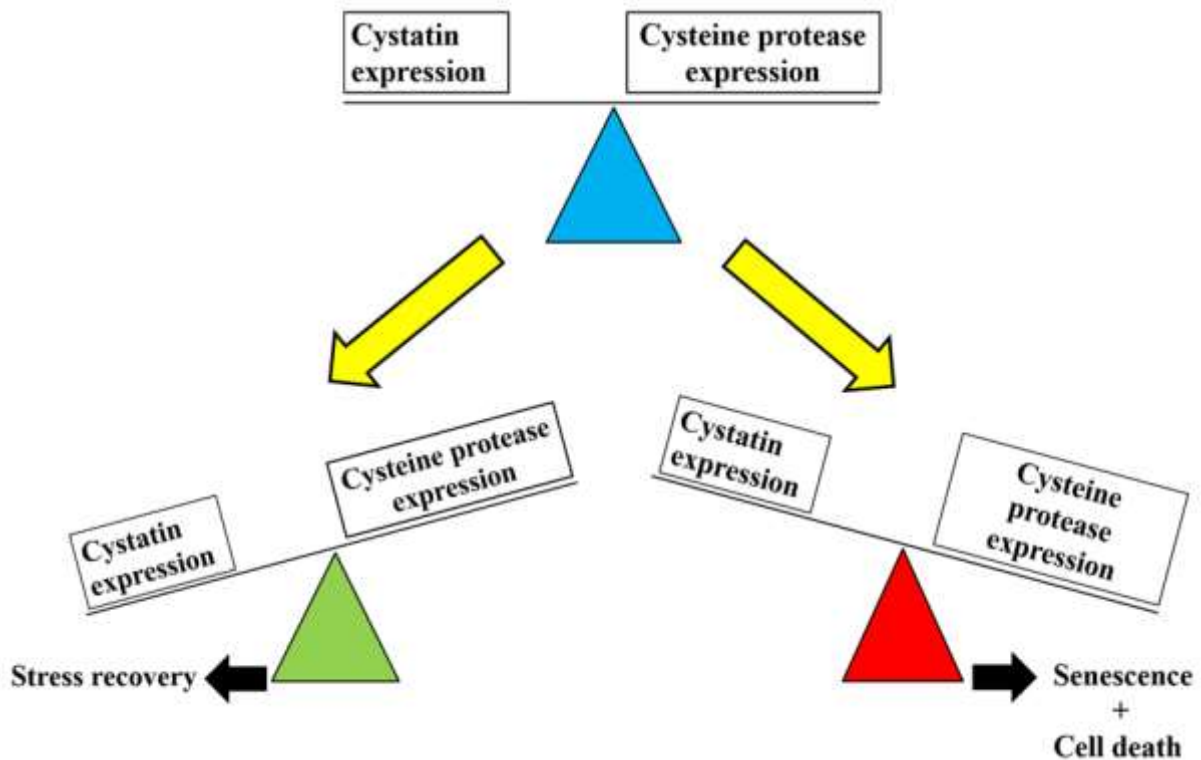 Cystatin
expression
Cysteine protease
expression
Cystatin
expression
Cysteine protease
expression
Cystatin
expression
Cysteine
protease
expression
Stress recovery
Senescence
+
Cell death